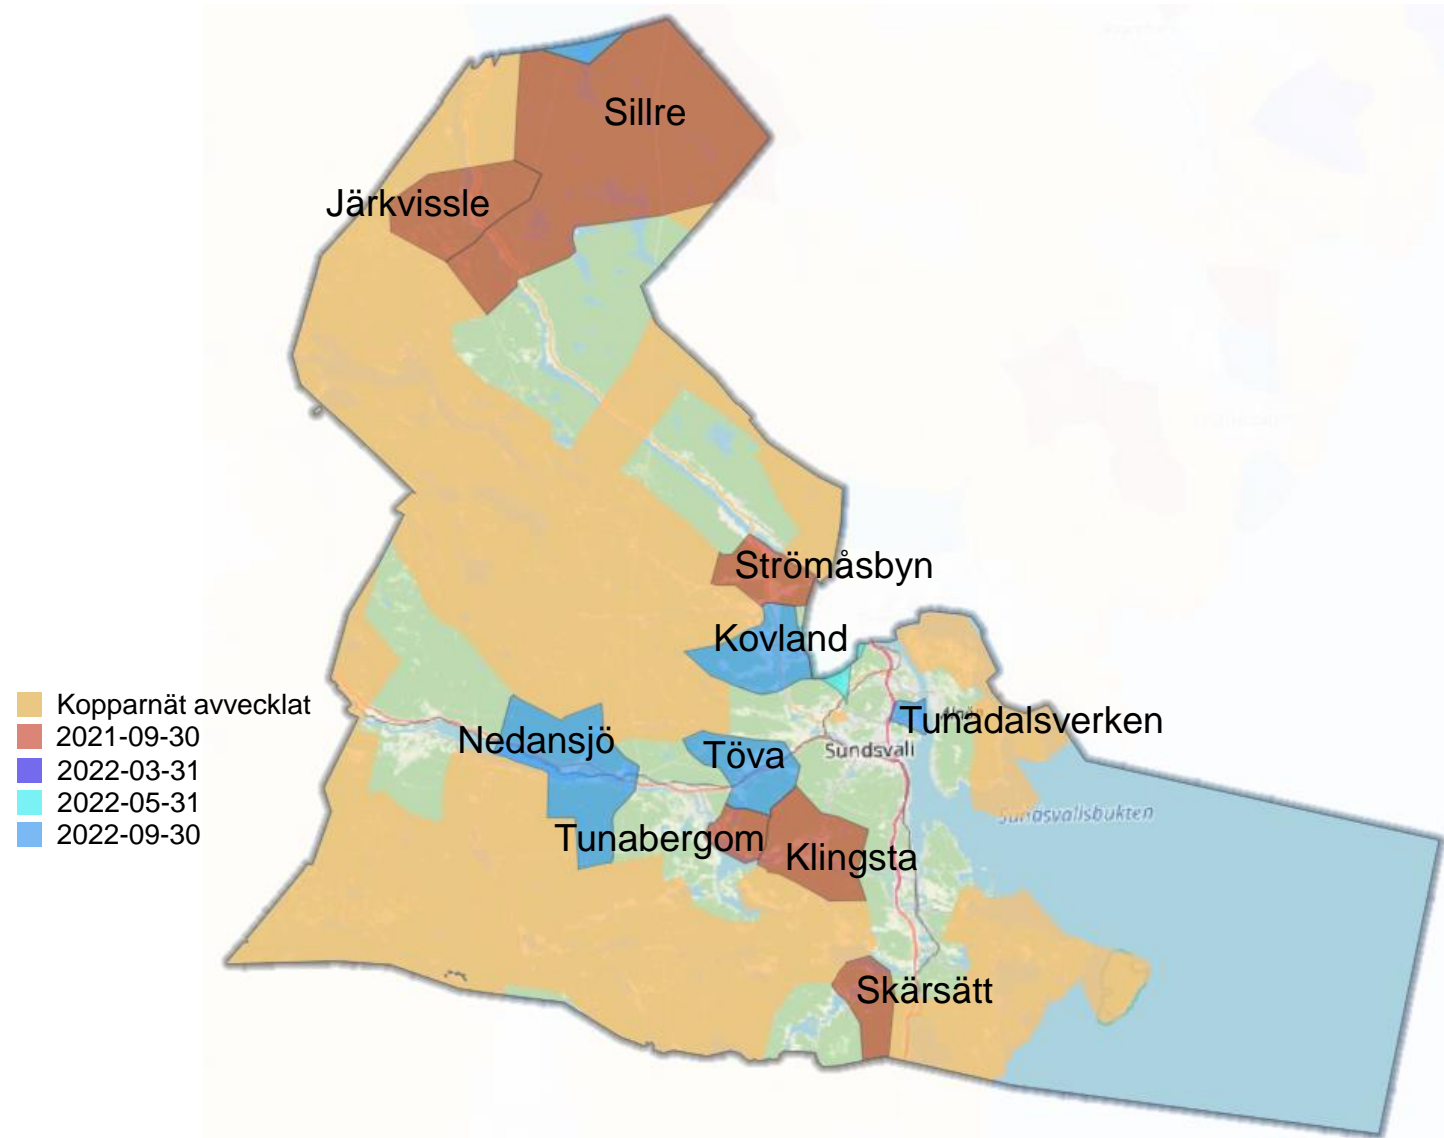 Sillre
Järkvissle
Strömåsbyn
Kovland
Kopparnät avvecklat
2021-09-30
2022-03-31
2022-05-31
2022-09-30
Nedansjö
Töva
Tunadalsverken
Sundsvall
Sundsvallsbukten
Tunabergom
Klingsta
Skärsätt